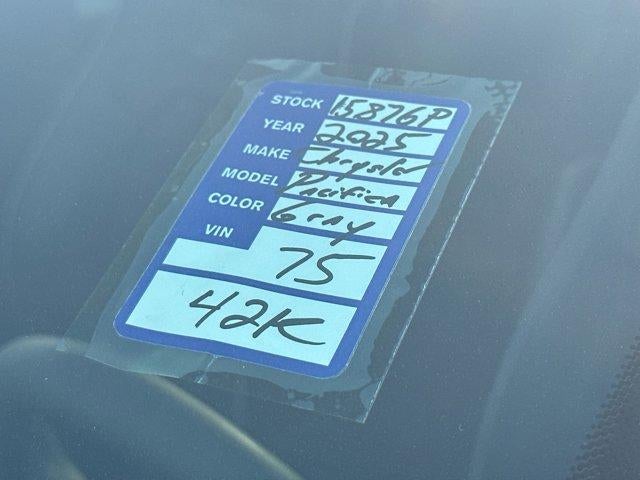 STOCK 15876P
YEAR 2025
MAKE Chrysler
MODEL Pacifica
COLOR Gray
VIN 75
42K